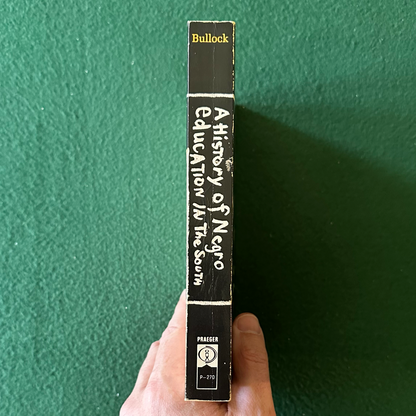 Bullock
A History of Negro
EDUCATION IN The SOUTH
PRAEGER
P-270